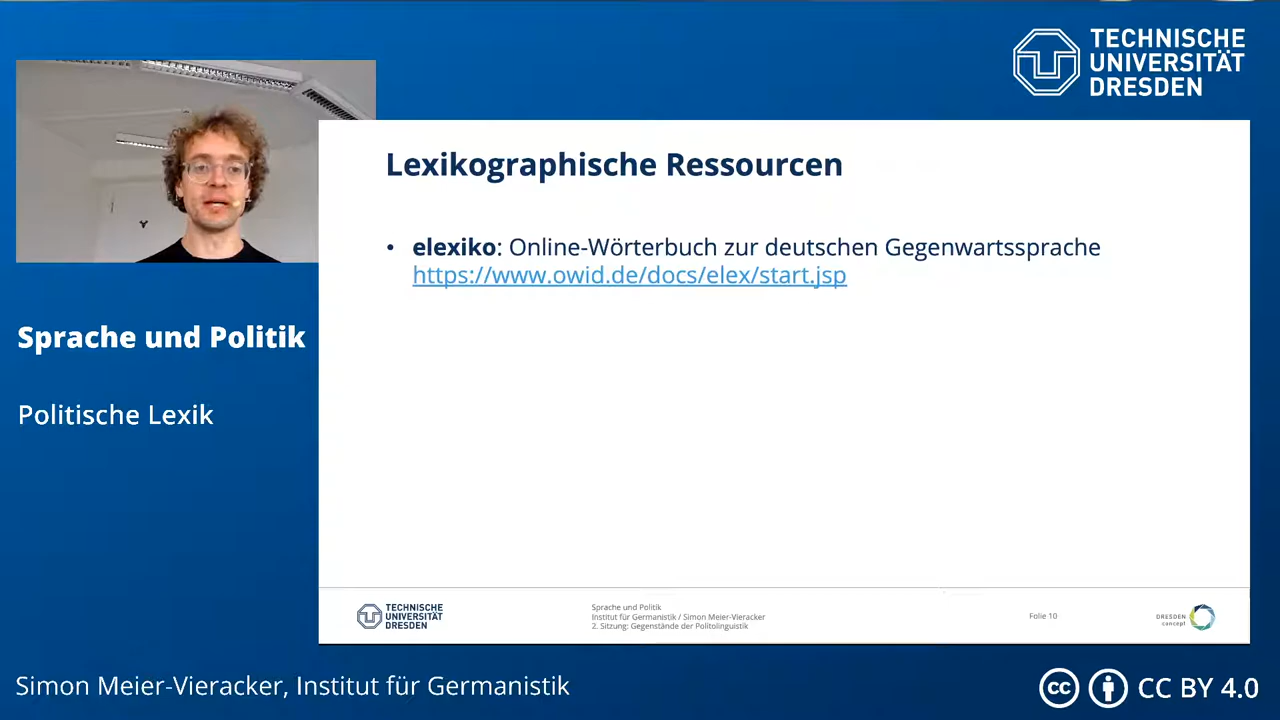 TECHNISCHE
UNIVERSITÄT
DRESDEN
Lexikographische Ressourcen
• elexiko: Online-Wörterbuch zur deutschen Gegenwartssprache
https://www.owid.de/docs/elex/start.jsp
Sprache und Politik
Politische Lexik
TECHNISCHE
UNIVERSITÄT
DRESDEN
Sprache und Politik
Institut für Germanistik / Simon Meier-Vieracker
2. Sitzung: Gegenstände der Politolinguistik
Folie 10
DRESDEN
concept
Simon Meier-Vieracker, Institut für Germanistik
cc CC BY 4.0